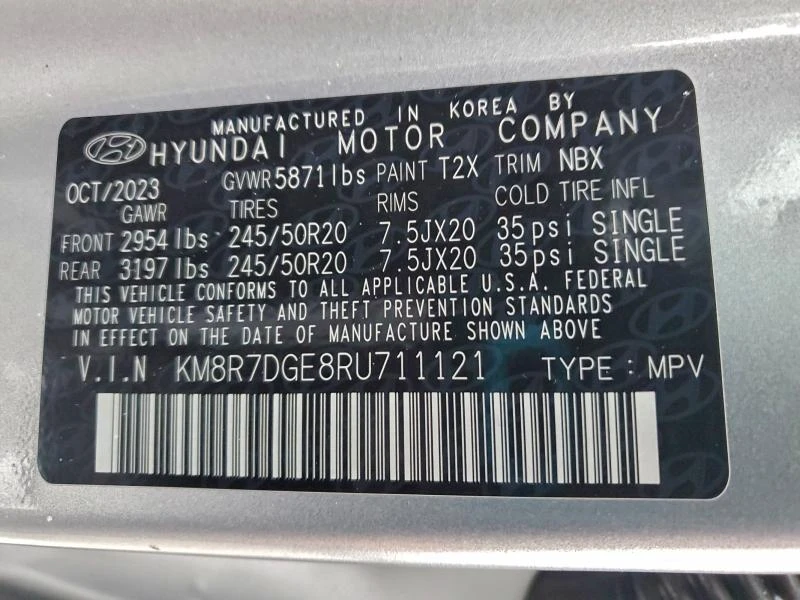 MANUFACTURED IN KOREA BY
HYUNDAI MOTOR COMPANY
OCT/2023 GVWR 5871lbs PAINT T2X TRIM NBX
GAWR TIRES RIMS COLD TIRE INFL
FRONT 2954 lbs 245/50R20 7.5JX20 35psi SINGLE
REAR 3197 lbs 245/50R20 7.5JX20 35psi SINGLE
THIS VEHICLE CONFORMS TO ALL APPLICABLE U.S.A. FEDERAL
MOTOR VEHICLE SAFETY AND THEFT PREVENTION STANDARDS
IN EFFECT ON THE DATE OF MANUFACTURE SHOWN ABOVE
V.I.N KM8R7DGE8RU711121 TYPE : MPV